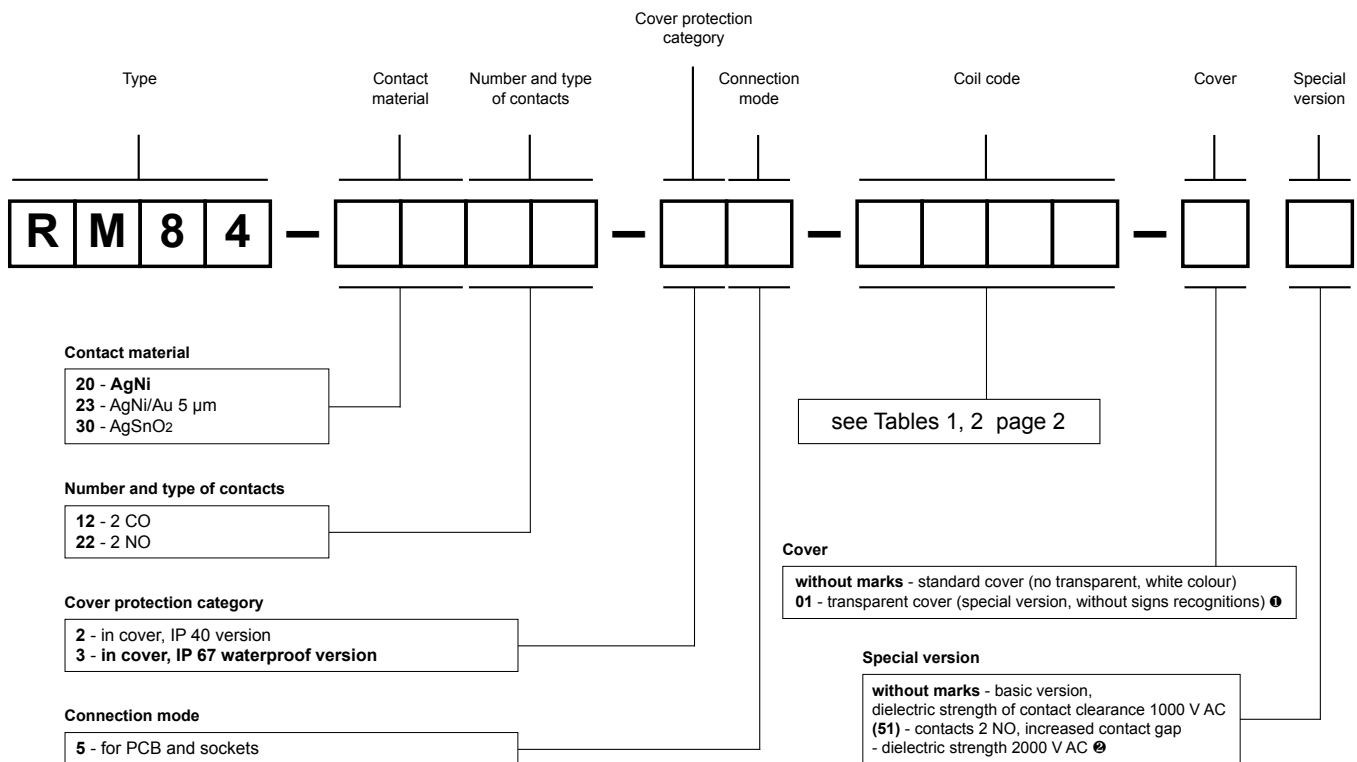 Cover protection
category
Type
Contact
material
Number and type
of contacts
Connection
mode
Coil code
Cover
Special
version
R M 8 4 – – – –
Contact material
20 - AgNi
23 - AgNi/Au 5 µm
30 - AgSnO2
see Tables 1, 2 page 2
Number and type of contacts
12 - 2 CO
22 - 2 NO
Cover
without marks - standard cover (no transparent, white colour)
01 - transparent cover (special version, without signs recognitions) ❶
Cover protection category
2 - in cover, IP 40 version
3 - in cover, IP 67 waterproof version
Special version
without marks - basic version,
dielectric strength of contact clearance 1000 V AC
(51) - contacts 2 NO, increased contact gap
- dielectric strength 2000 V AC ❷
Connection mode
5 - for PCB and sockets